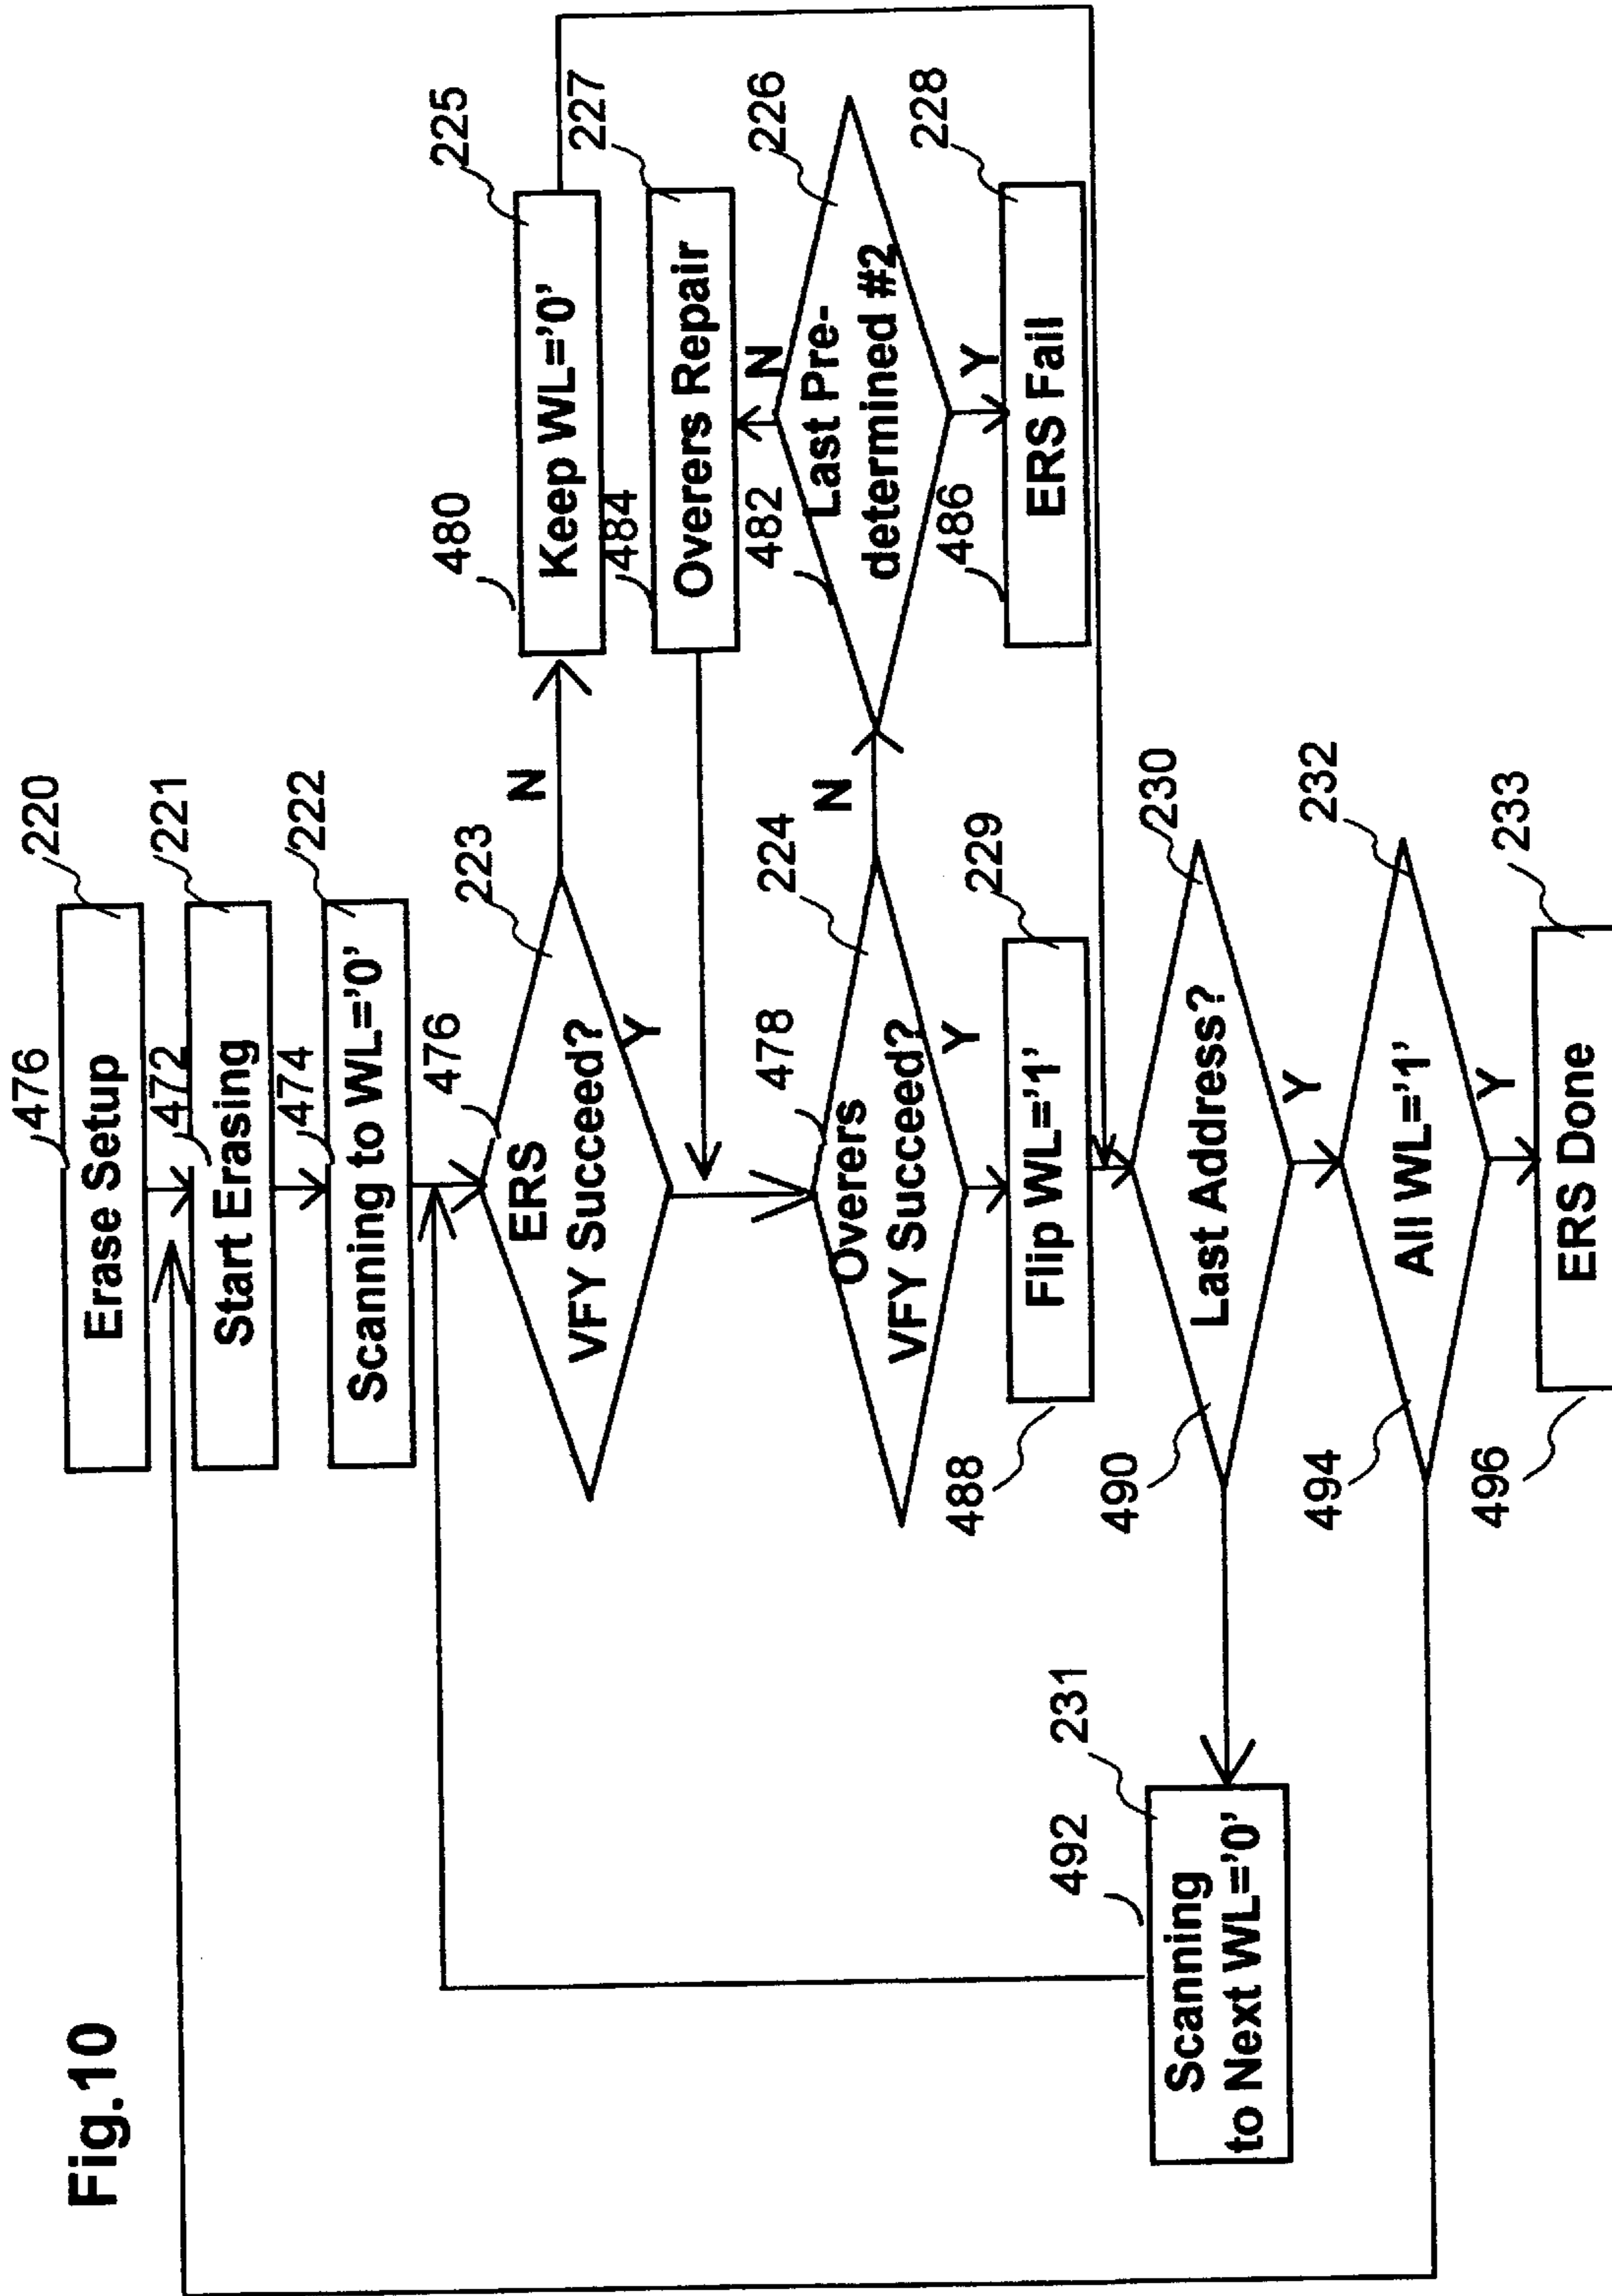 Fig.10
476
220
Erase Setup
472
221
Start Erasing
474
222
Scanning to WL='0'
476
223
ERS
VFY Succeed?
N
Y
480
225
Keep WL='0'
484
227
Overers Repair
N
482
226
Last Pre-
determined #2
Y
486
228
ERS Fail
478
224
Overers
VFY Succeed?
N
Y
488
229
Flip WL='1'
490
230
Last Address?
Y
492
231
Scanning
to Next WL='0'
494
232
All WL='1'
Y
496
233
ERS Done